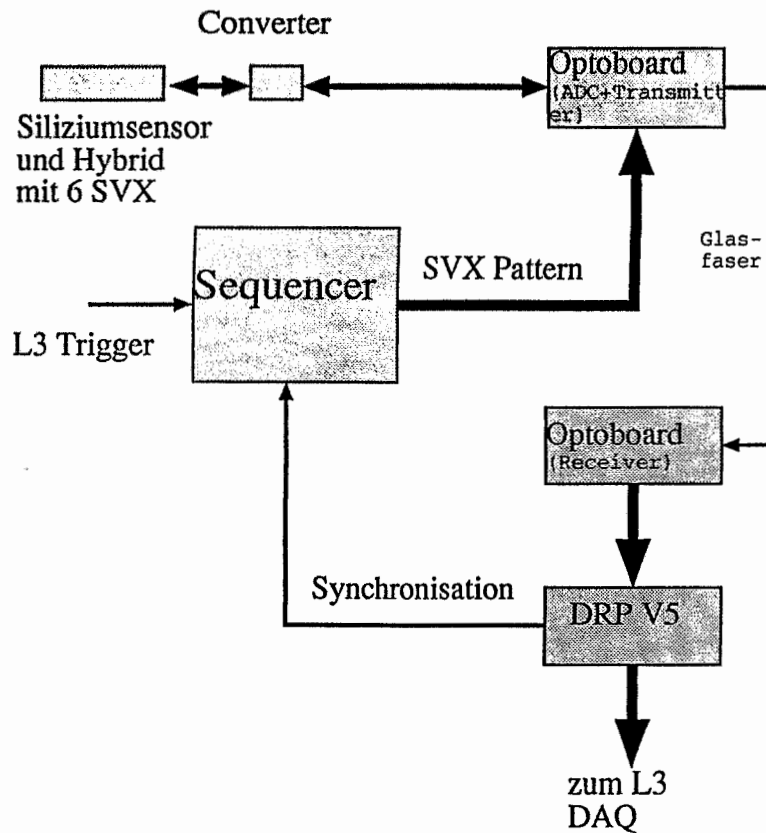 Converter
Optoboard
(ADC+Transmitt
er)
Siliziumsensor
und Hybrid
mit 6 SVX
Glas-
faser
SVX Pattern
Sequencer
L3 Trigger
Optoboard
(Receiver)
Synchronisation
DRP V5
zum L3
DAQ